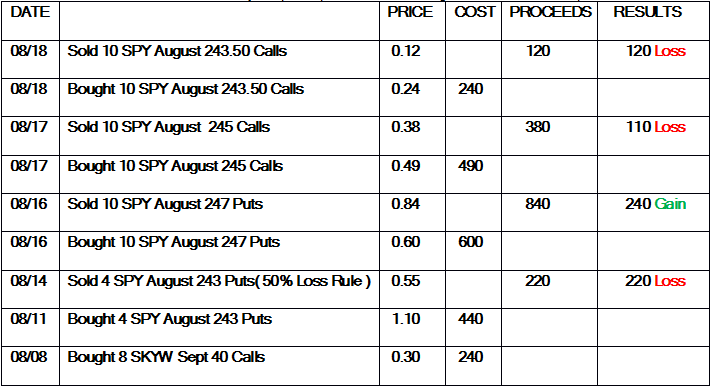 DATE PRICE COST PROCEEDS RESULTS
08/18 Sold 10 SPY August 243.50 Calls 0.12 120 120 Loss
08/18 Bought 10 SPY August 243.50 Calls 0.24 240
08/17 Sold 10 SPY August 245 Calls 0.38 380 110 Loss
08/17 Bought 10 SPY August 245 Calls 0.49 490
08/16 Sold 10 SPY August 247 Puts 0.84 840 240 Gain
08/16 Bought 10 SPY August 247 Puts 0.60 600
08/14 Sold 4 SPY August 243 Puts( 50% Loss Rule ) 0.55 220 220 Loss
08/11 Bought 4 SPY August 243 Puts 1.10 440
08/08 Bought 8 SKYW Sept 40 Calls 0.30 240